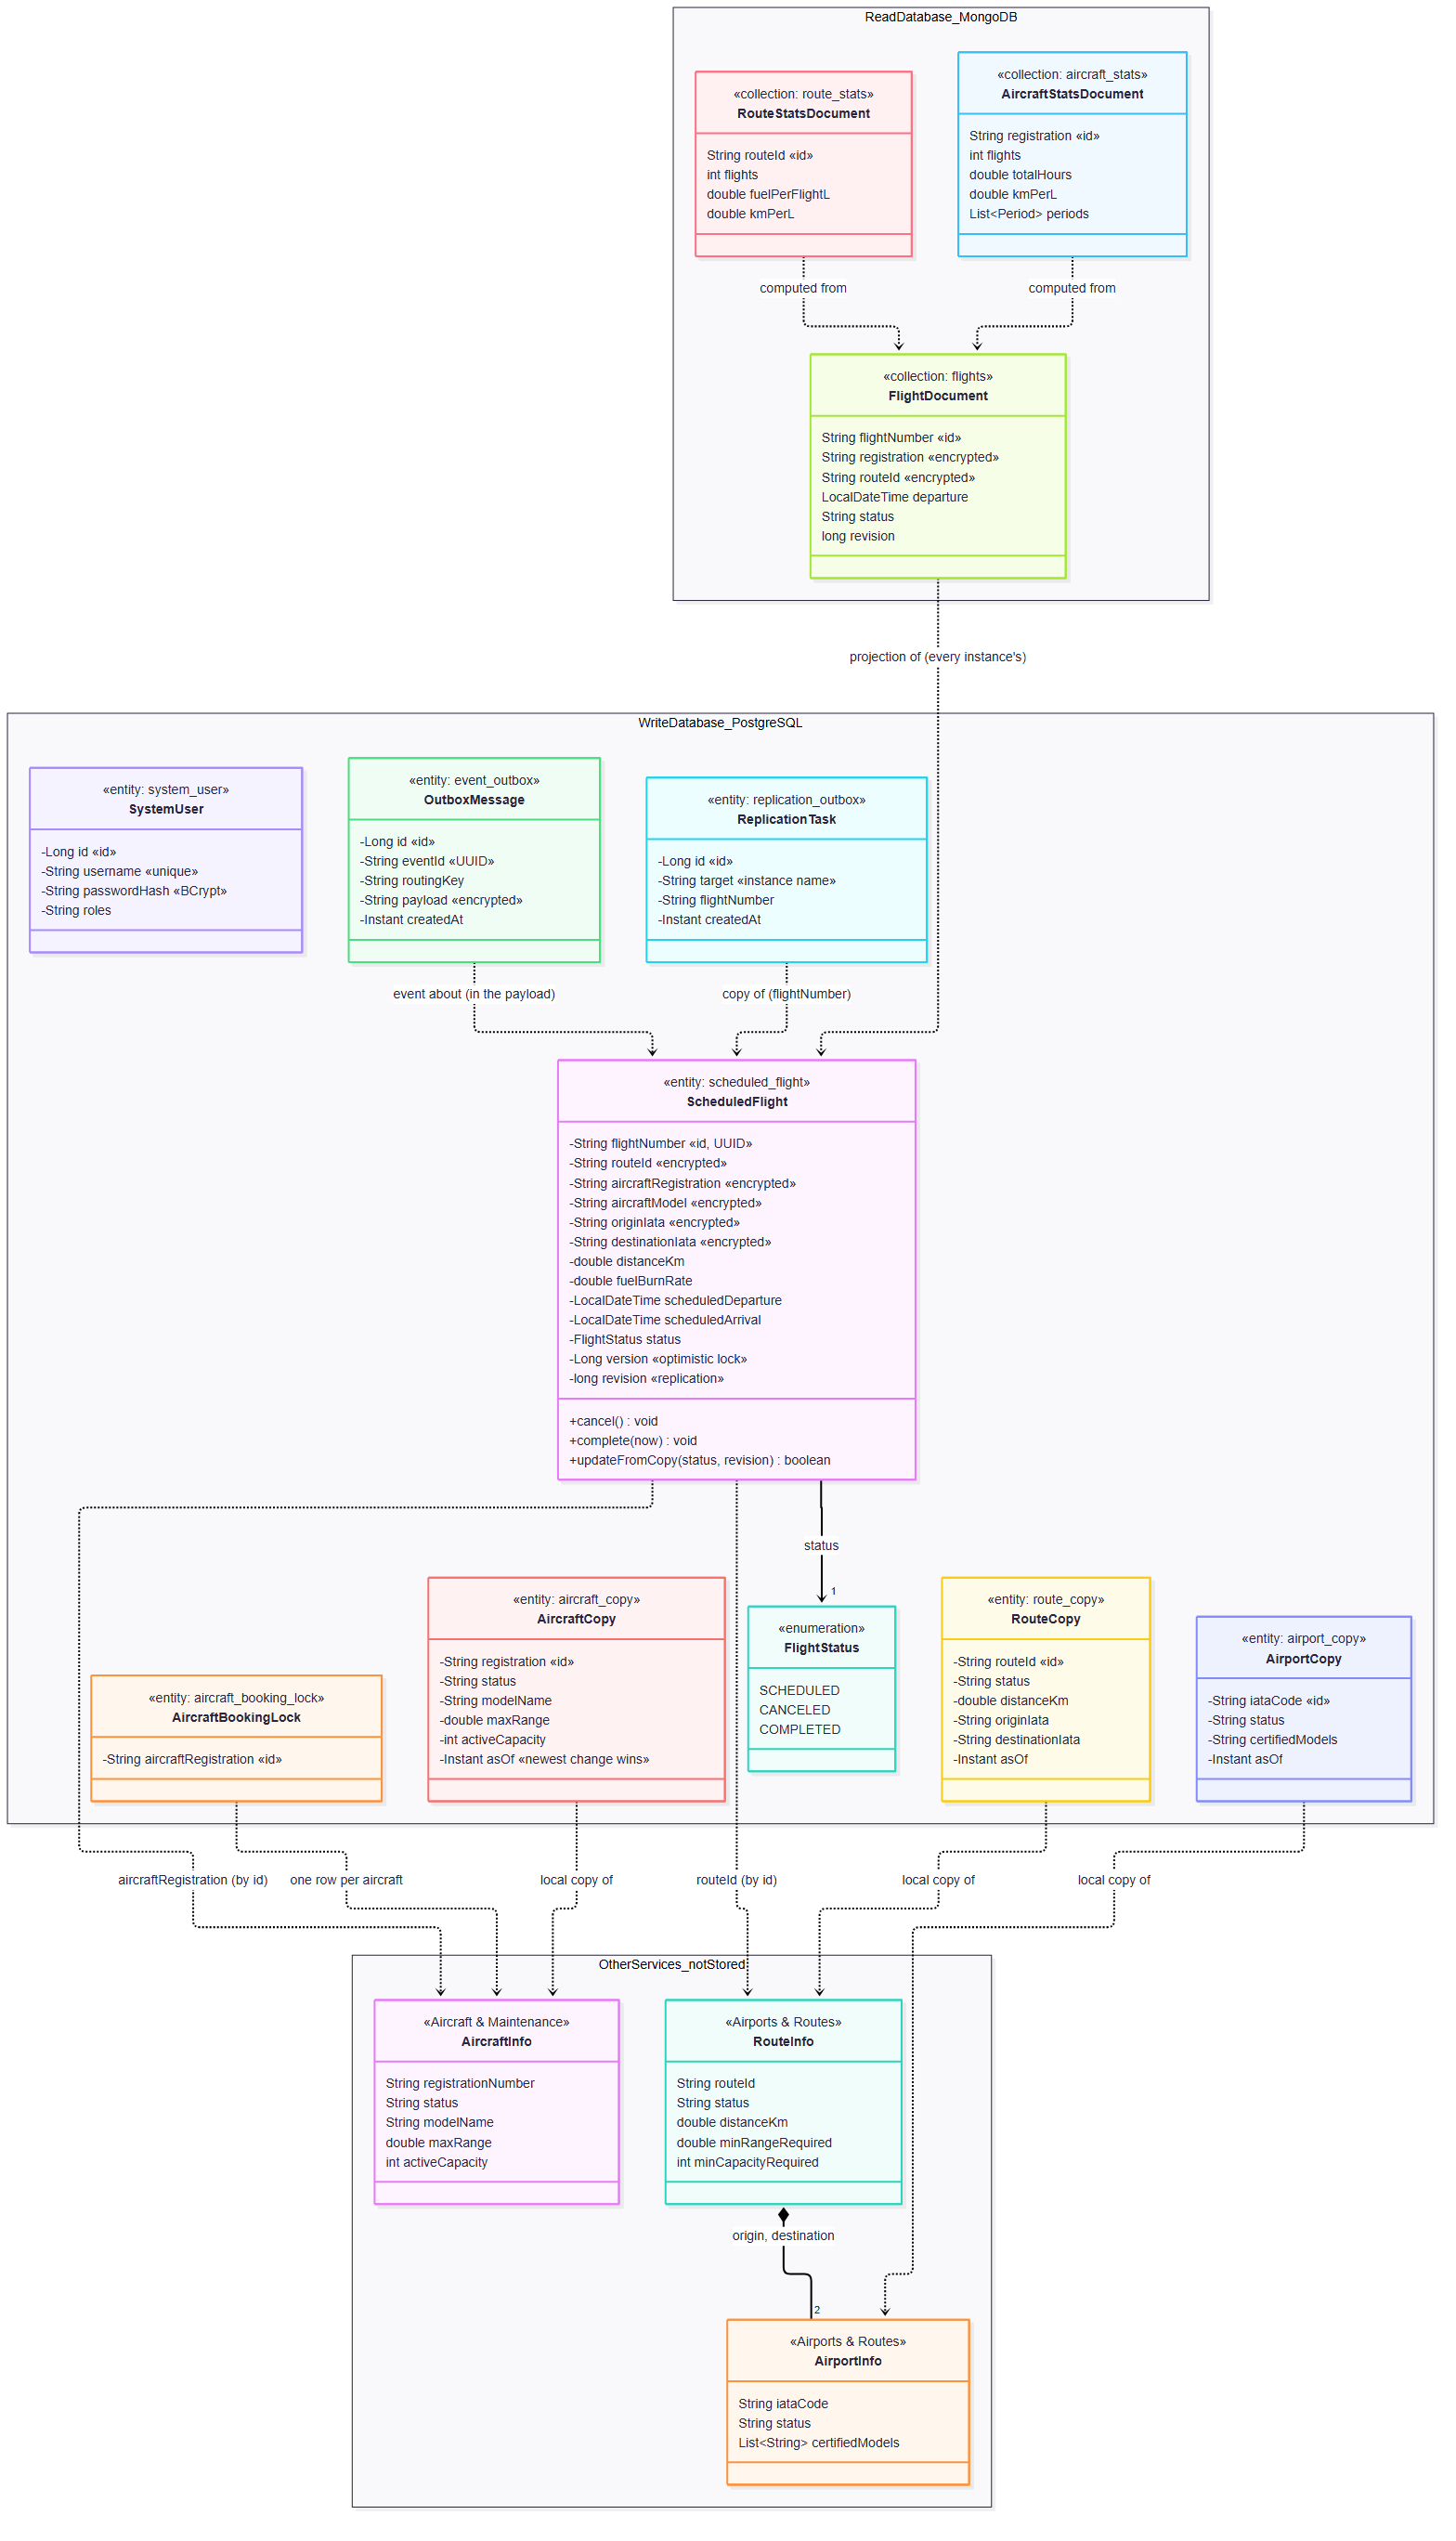 ReadDatabase_MongoDB
«collection: route_stats»
RouteStatsDocument
String routeId «id»
int flights
double fuelPerFlightL
double kmPerL
«collection: aircraft_stats»
AircraftStatsDocument
String registration «id»
int flights
double totalHours
double kmPerL
List<Period> periods
computed from
computed from
«collection: flights»
FlightDocument
String flightNumber «id»
String registration «encrypted»
String routeId «encrypted»
LocalDateTime departure
String status
long revision
projection of (every instance's)
WriteDatabase_PostgreSQL
«entity: system_user»
SystemUser
-Long id «id»
-String username «unique»
-String passwordHash «BCrypt»
-String roles
«entity: event_outbox»
OutboxMessage
-Long id «id»
-String eventId «UUID»
-String routingKey
-String payload «encrypted»
-Instant createdAt
«entity: replication_outbox»
ReplicationTask
-Long id «id»
-String target «instance name»
-String flightNumber
-Instant createdAt
event about (in the payload)
copy of (flightNumber)
«entity: scheduled_flight»
ScheduledFlight
-String flightNumber «id, UUID»
-String routeId «encrypted»
-String aircraftRegistration «encrypted»
-String aircraftModel «encrypted»
-String originIata «encrypted»
-String destinationIata «encrypted»
-double distanceKm
-double fuelBurnRate
-LocalDateTime scheduledDeparture
-LocalDateTime scheduledArrival
-FlightStatus status
-Long version «optimistic lock»
-long revision «replication»
+cancel() : void
+complete(now) : void
+updateFromCopy(status, revision) : boolean
status
1
«entity: aircraft_booking_lock»
AircraftBookingLock
-String aircraftRegistration «id»
«entity: aircraft_copy»
AircraftCopy
-String registration «id»
-String status
-String modelName
-double maxRange
-int activeCapacity
-Instant asOf «newest change wins»
«enumeration»
FlightStatus
SCHEDULED
CANCELED
COMPLETED
«entity: route_copy»
RouteCopy
-String routeId «id»
-String status
-double distanceKm
-String originIata
-String destinationIata
-Instant asOf
«entity: airport_copy»
AirportCopy
-String iataCode «id»
-String status
-String certifiedModels
-Instant asOf
aircraftRegistration (by id)
one row per aircraft
local copy of
routeId (by id)
local copy of
local copy of
OtherServices_notStored
«Aircraft & Maintenance»
AircraftInfo
String registrationNumber
String status
String modelName
double maxRange
int activeCapacity
«Airports & Routes»
RouteInfo
String routeId
String status
double distanceKm
double minRangeRequired
int minCapacityRequired
origin, destination
2
«Airports & Routes»
AirportInfo
String iataCode
String status
List<String> certifiedModels